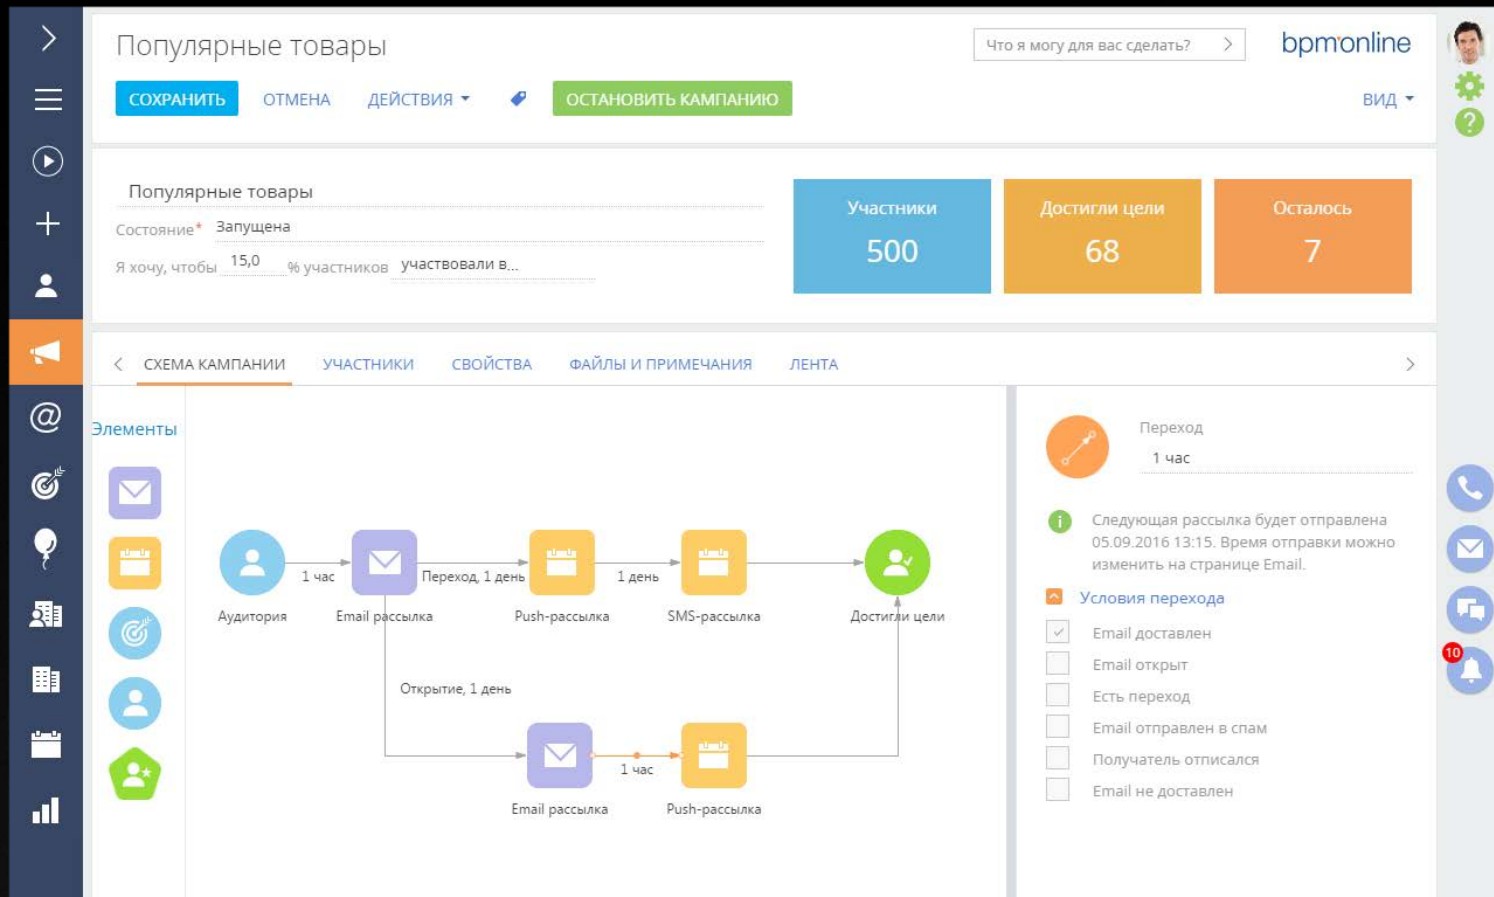 Популярные товары
Что я могу для вас сделать?
bpm'online
СОХРАНИТЬ
ОТМЕНА
ДЕЙСТВИЯ
ОСТАНОВИТЬ КАМПАНИЮ
ВИД
Популярные товары
Состояние* Запущена
Я хочу, чтобы 15,0 % участников участвовали в...
Участники
500
Достигли цели
68
Осталось
7
СХЕМА КАМПАНИИ
УЧАСТНИКИ
СВОЙСТВА
ФАЙЛЫ И ПРИМЕЧАНИЯ
ЛЕНТА
Элементы
1 час
Переход, 1 день
1 день
Аудитория
Email рассылка
Push-рассылка
SMS-рассылка
Достигли цели
Открытие, 1 день
1 час
Email рассылка
Push-рассылка
Переход
1 час
Следующая рассылка будет отправлена
05.09.2016 13:15. Время отправки можно
изменить на странице Email.
Условия перехода
Email доставлен
Email открыт
Есть переход
Email отправлен в спам
Получатель отписался
Email не доставлен
10